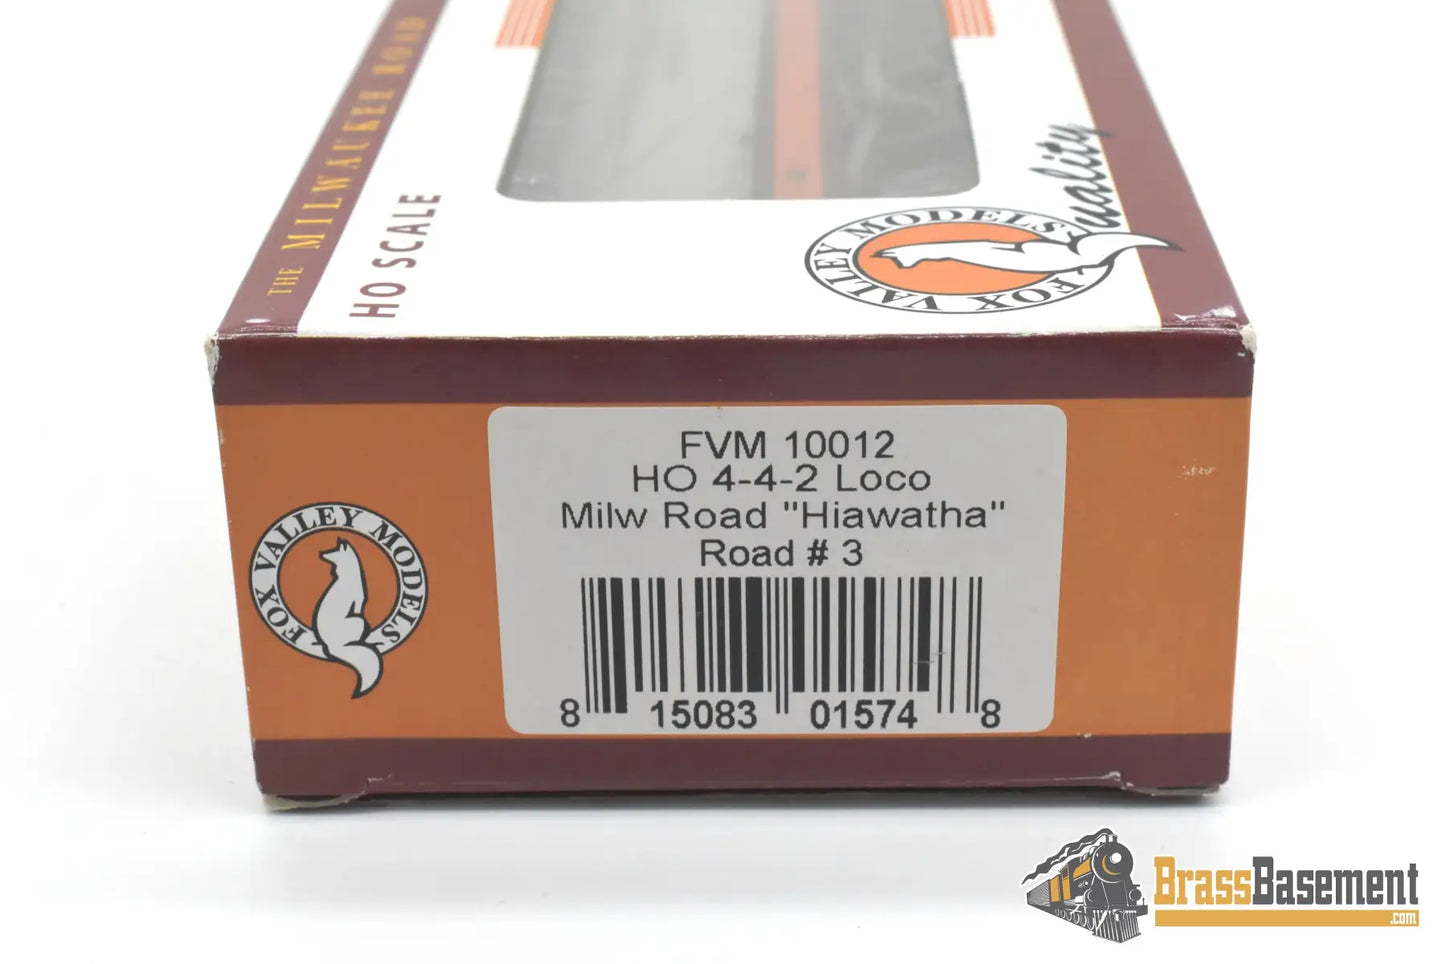 THE MILWAUKEE ROAD
HO SCALE
FOX VALLEY MODELS
Quality
FVM 10012
HO 4-4-2 Loco
Milw Road "Hiawatha"
Road # 3
8 15083 01574 8
FOX VALLEY MODELS
BrassBasement
.com